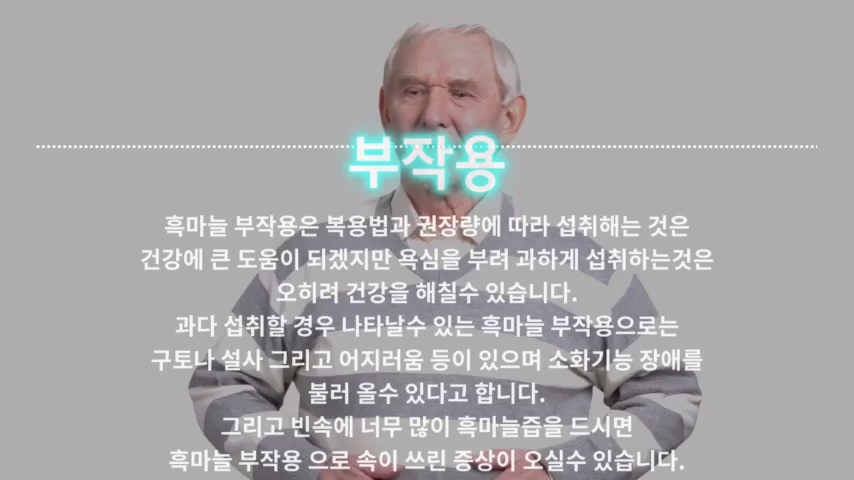 부작용
흑마늘 부작용은 복용법과 권장량에 따라 섭취해는 것은
건강에 큰 도움이 되겠지만 욕심을 부려 과하게 섭취하는것은
오히려 건강을 해칠수 있습니다.
과다 섭취할 경우 나타날수 있는 흑마늘 부작용으로는
구토나 설사 그리고 어지러움 등이 있으며 소화기능 장애를
불러 올수 있다고 합니다.
그리고 빈속에 너무 많이 흑마늘즙을 드시면
흑마늘 부작용 으로 속이 쓰린 증상이 오실수 있습니다.